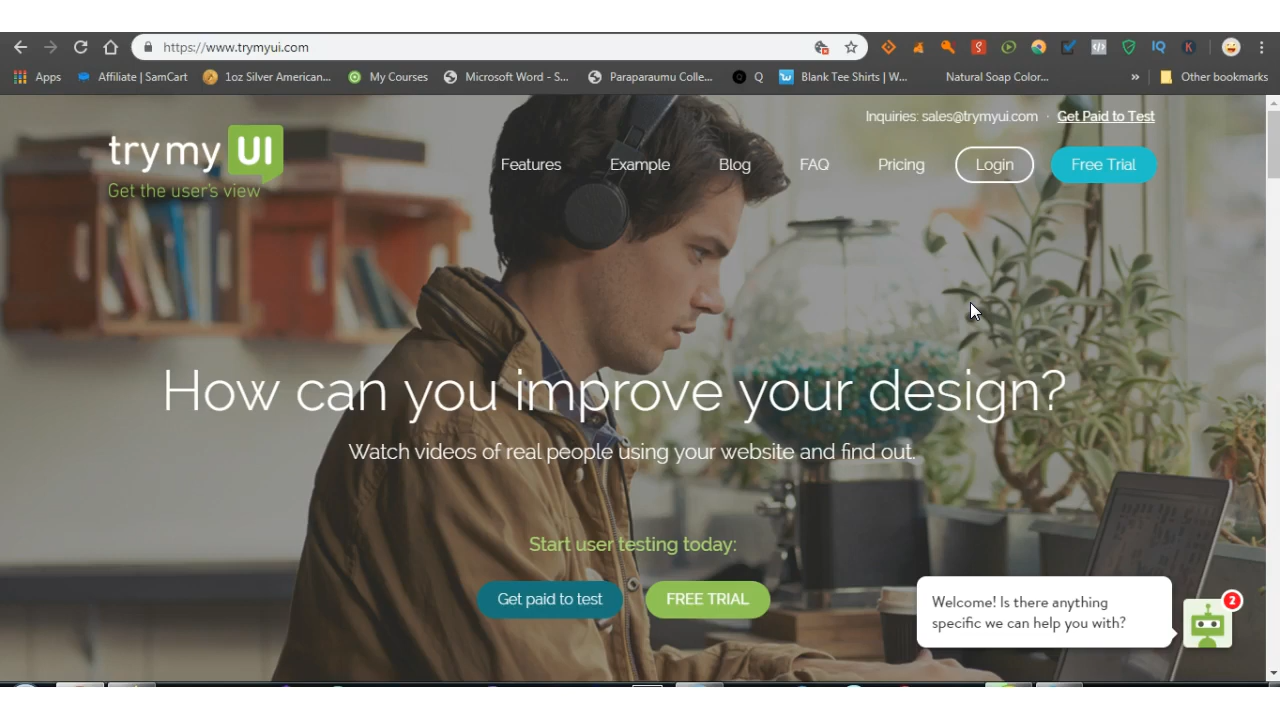 https://www.trymyui.com
Apps Affiliate | SamCart 1oz Silver American... My Courses Microsoft Word - S... Paraparaumu Colle... Q Blank Tee Shirts | W... Natural Soap Color... » Other bookmarks
Inquiries: sales@trymyui.com · Get Paid to Test
trymy UI
Get the user's view
Features Example Blog FAQ Pricing Login Free Trial
How can you improve your design?
Watch videos of real people using your website and find out.
Start user testing today:
Get paid to test FREE TRIAL
Welcome! Is there anything
specific we can help you with?
2